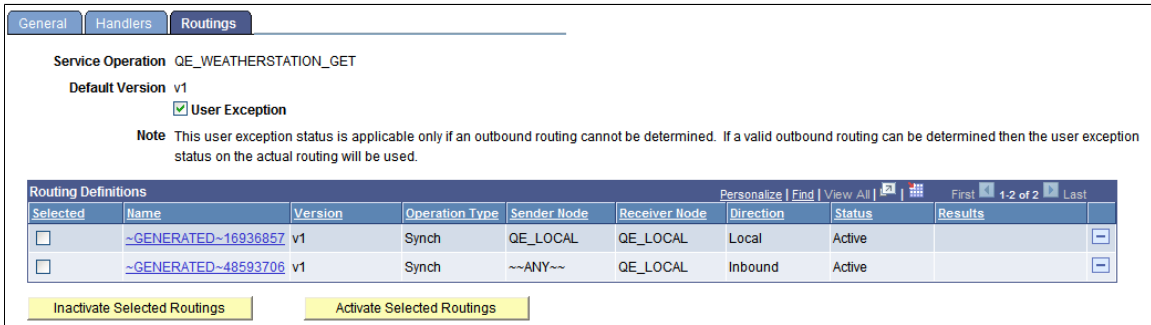 General Handlers Routings
Service Operation QE_WEATHERSTATION_GET
Default Version v1
User Exception
Note This user exception status is applicable only if an outbound routing cannot be determined. If a valid outbound routing can be determined then the user exception
status on the actual routing will be used.
Routing Definitions Personalize | Find | View All | | First 1-2 of 2 Last
Selected Name Version Operation Type Sender Node Receiver Node Direction Status Results
~GENERATED~16936857 v1 Synch QE_LOCAL QE_LOCAL Local Active
~GENERATED~48593706 v1 Synch ~~ANY~~ QE_LOCAL Inbound Active
Inactivate Selected Routings Activate Selected Routings